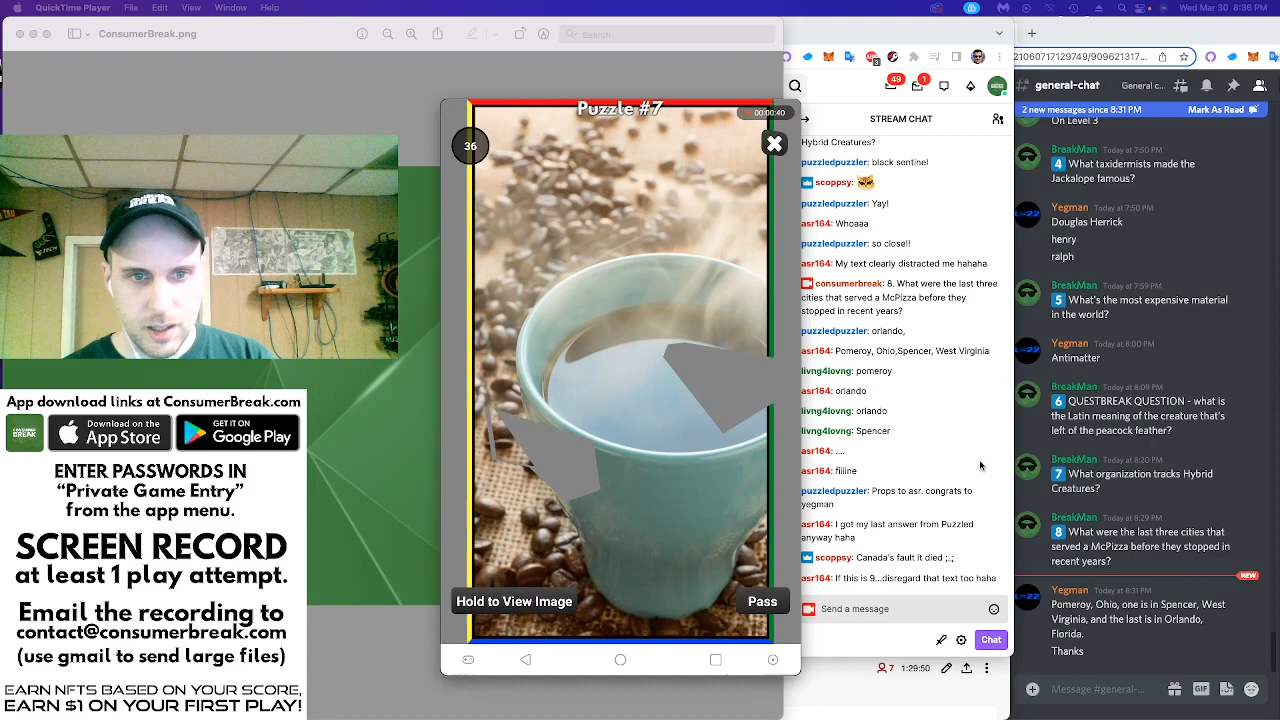 QuickTime Player File Edit View Window Help
Wed Mar 30 8:36 PM
ConsumerBreak.png
Search
App download links at ConsumerBreak.com
CONSUMER
BREAK
Download on the
AppStore
GET IT ON
Google Play
ENTER PASSWORDS IN
“Private Game Entry”
from the app menu.
SCREEN RECORD
at least 1 play attempt.
Email the recording to
contact@consumerbreak.com
(use gmail to send large files)
EARN NFTS BASED ON YOUR SCORE,
EARN $1 ON YOUR FIRST PLAY!
Puzzle #7
00:00:40
36
Hold to View Image
Pass
49
1
STREAM CHAT
Hybrid Creatures?
puzzledpuzzler: black sentinel
scoppsy:
puzzledpuzzler: Yay!
asr164: Whoaaa
puzzledpuzzler: so close!!
asr164: My text clearly distracted me hahaha
consumerbreak: 8. What were the last three
cities that served a McPizza before they
stopped in recent years?
puzzledpuzzler: orlando,
asr164: Pomeroy, Ohio,Spencer, West Virginia
livng4lovng: pomeroy
asr164: orlando
livng4lovng: orlando
livng4lovng: Spencer
asr164: ....
asr164: fiiiine
puzzledpuzzler: Props to asr. congrats to
yegman
asr164: I got my last answer from Puzzled
anyway haha
scoppsy: Canada's fault it died ;_;
asr164: If this is 9...disregard that text too haha
Send a message
Chat
7 1:29:50
21060717129749/909621317...
general-chat
General c...
2 new messages since 8:31 PM Mark As Read
On Level 3
BreakMan Today at 7:50 PM
4 What taxidermists made the
Jackalope famous?
Yegman Today at 7:50 PM
Douglas Herrick
henry
ralph
BreakMan Today at 7:59 PM
5 What's the most expensive material
in the world?
Yegman Today at 8:00 PM
Antimatter
BreakMan Today at 8:09 PM
6 QUESTBREAK QUESTION - what is
the Latin meaning of the creature that's
left of the peacock feather?
BreakMan Today at 8:20 PM
7 What organization tracks Hybrid
Creatures?
BreakMan Today at 8:29 PM
8 What were the last three cities that
served a McPizza before they stopped in
recent years?
NEW
Yegman Today at 8:31 PM
Pomeroy, Ohio, one is in Spencer, West
Virginia, and the last is in Orlando,
Florida.
Thanks
Message #general-...
GIF